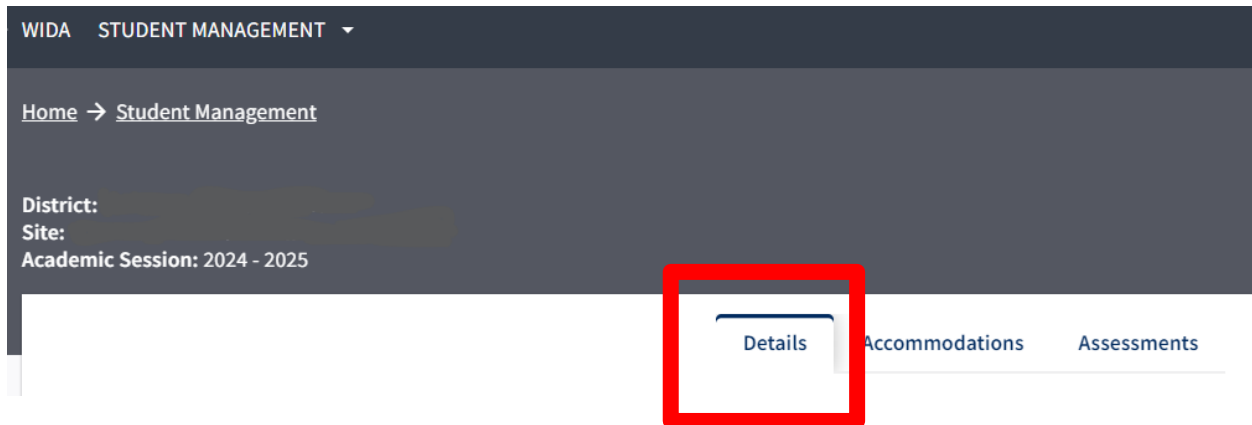 WIDA STUDENT MANAGEMENT
Home → Student Management
District:
Site:
Academic Session: 2024 - 2025
Details Accommodations Assessments